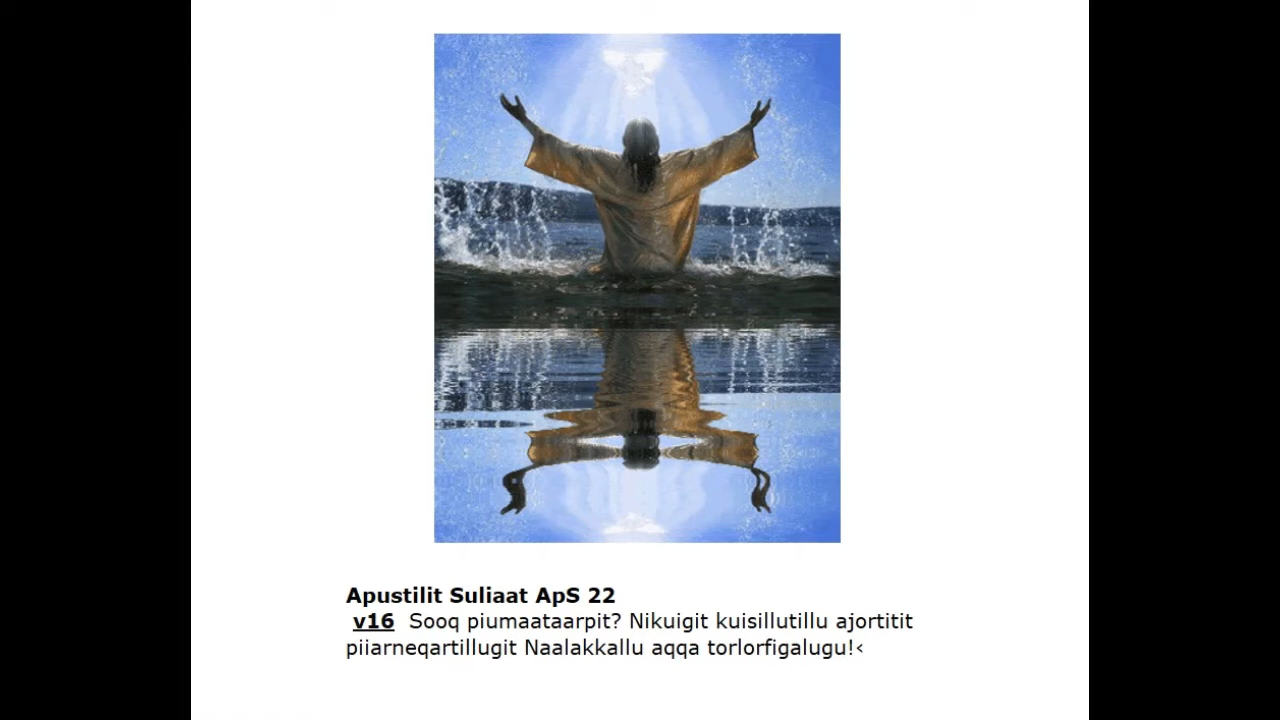 Apustilit Suliaat ApS 22
v16 Sooq piumaataarpit? Nikuigit kuisillutillu ajortitit
piiarneqartillugit Naalakkallu aqqa torlorfigalugu!‹